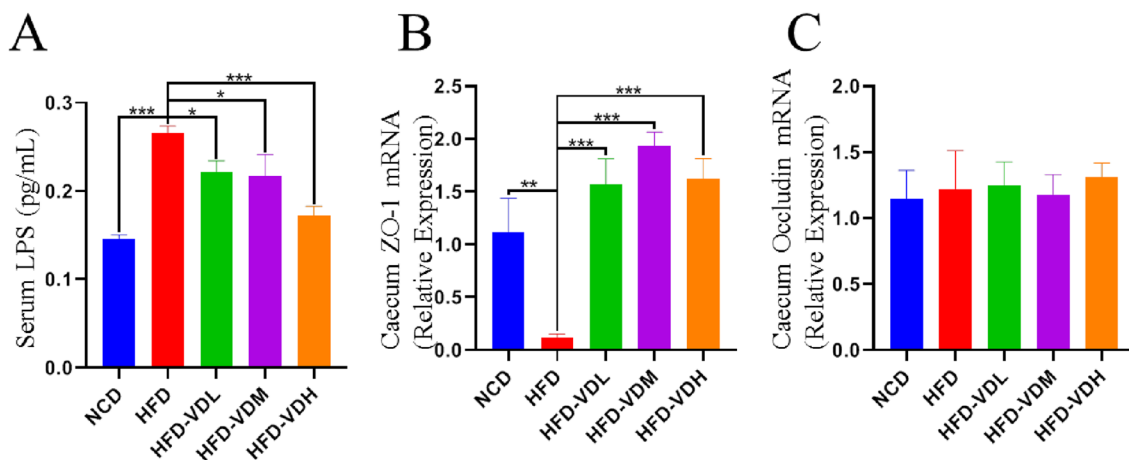 A
Serum LPS (pg/mL)
0.3
0.2
0.1
0.0
***
*
*
***
NCD
HFD
HFD-VDL
HFD-VDM
HFD-VDH
B
Caecum ZO-1 mRNA
(Relative Expression)
2.5
2.0
1.5
1.0
0.5
0.0
***
***
***
**
NCD
HFD
HFD-VDL
HFD-VDM
HFD-VDH
C
Caecum Occludin mRNA
(Relative Expression)
2.0
1.5
1.0
0.5
0.0
NCD
HFD
HFD-VDL
HFD-VDM
HFD-VDH